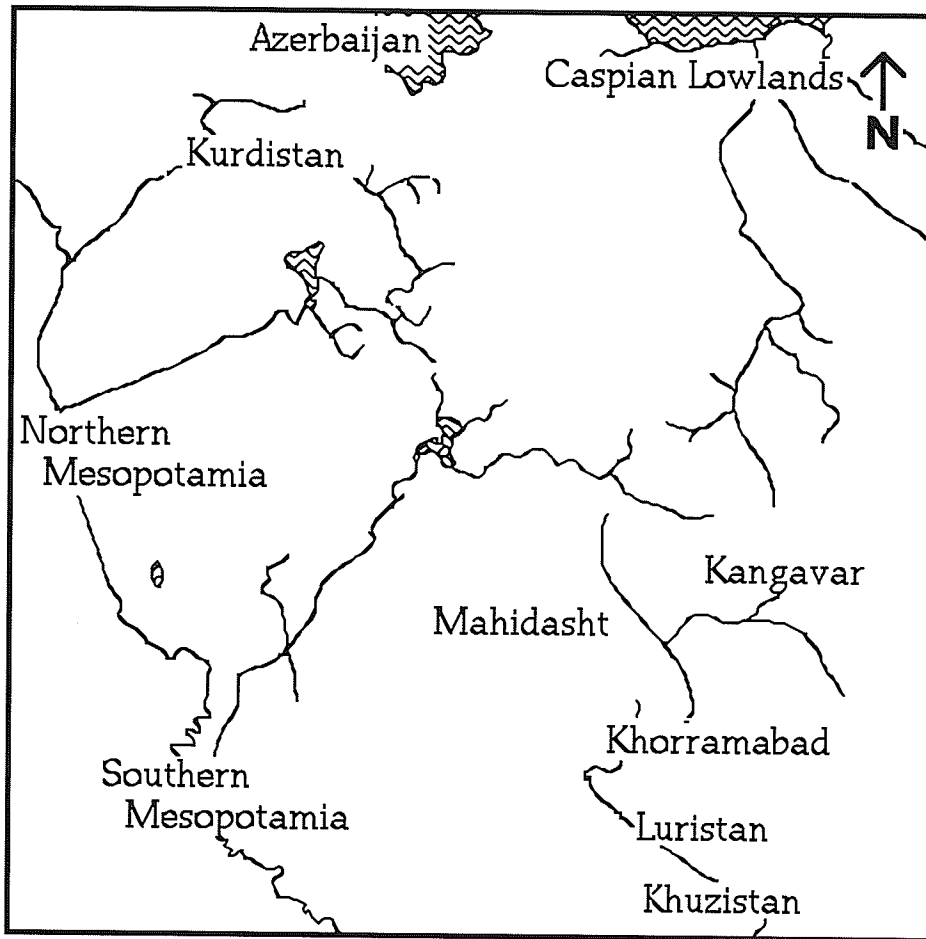 Azerbaijan
Caspian Lowlands
N
Kurdistan
Northern
Mesopotamia
Kangavar
Mahidasht
Khorramabad
Southern
Mesopotamia
Luristan
Khuzistan